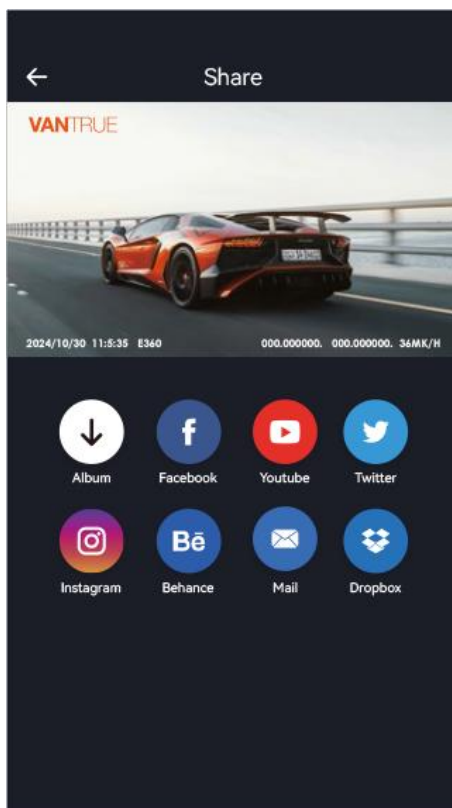 Share
VANTRUE
2024/10/30 11:5:35 E360 000.000000. 000.000000. 36MK/H
Album Facebook Youtube Twitter
Bē
Instagram Behance Mail Dropbox